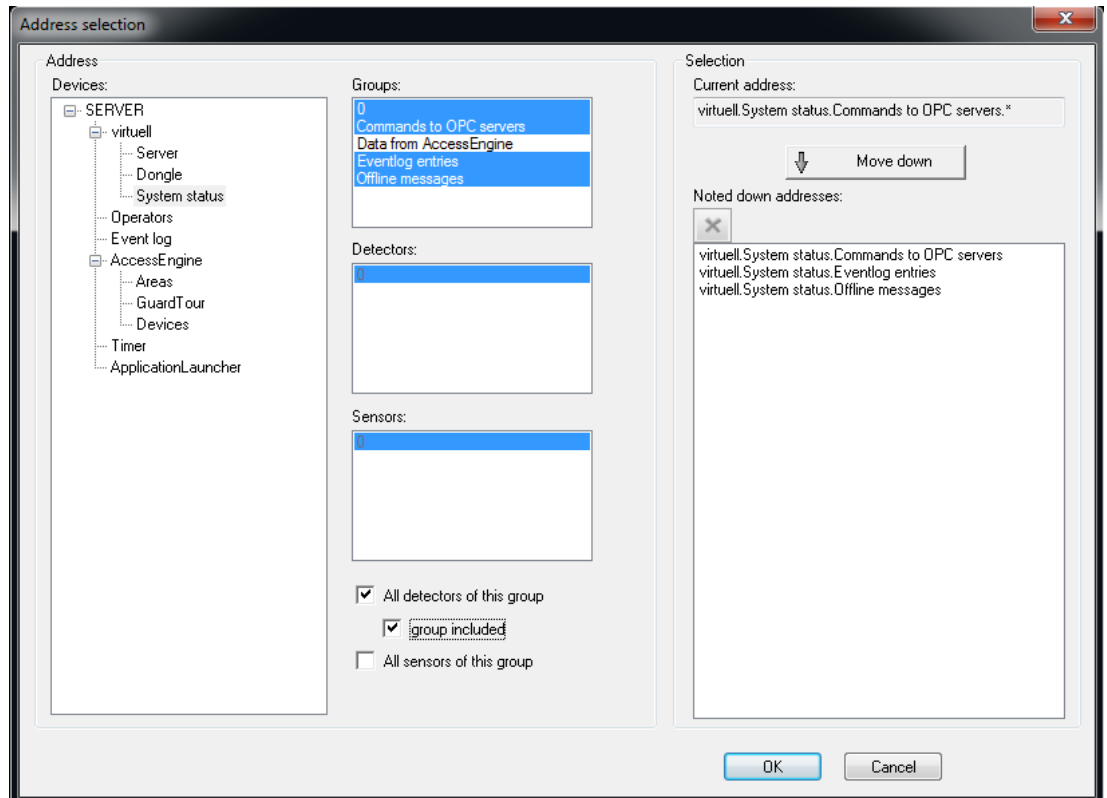 Address selection
Address
Devices:
SERVER
virtuell
Server
Dongle
System status
Operators
Event log
AccessEngine
Areas
GuardTour
Devices
Timer
ApplicationLauncher
Groups:
0
Commands to OPC servers
Data from AccessEngine
Eventlog entries
Offline messages
Detectors:
0
Sensors:
0
All detectors of this group
group included
All sensors of this group
Selection
Current address:
virtuell.System status.Commands to OPC servers.*
Move down
Noted down addresses:
virtuell.System status.Commands to OPC servers
virtuell.System status.Eventlog entries
virtuell.System status.Offline messages
OK
Cancel